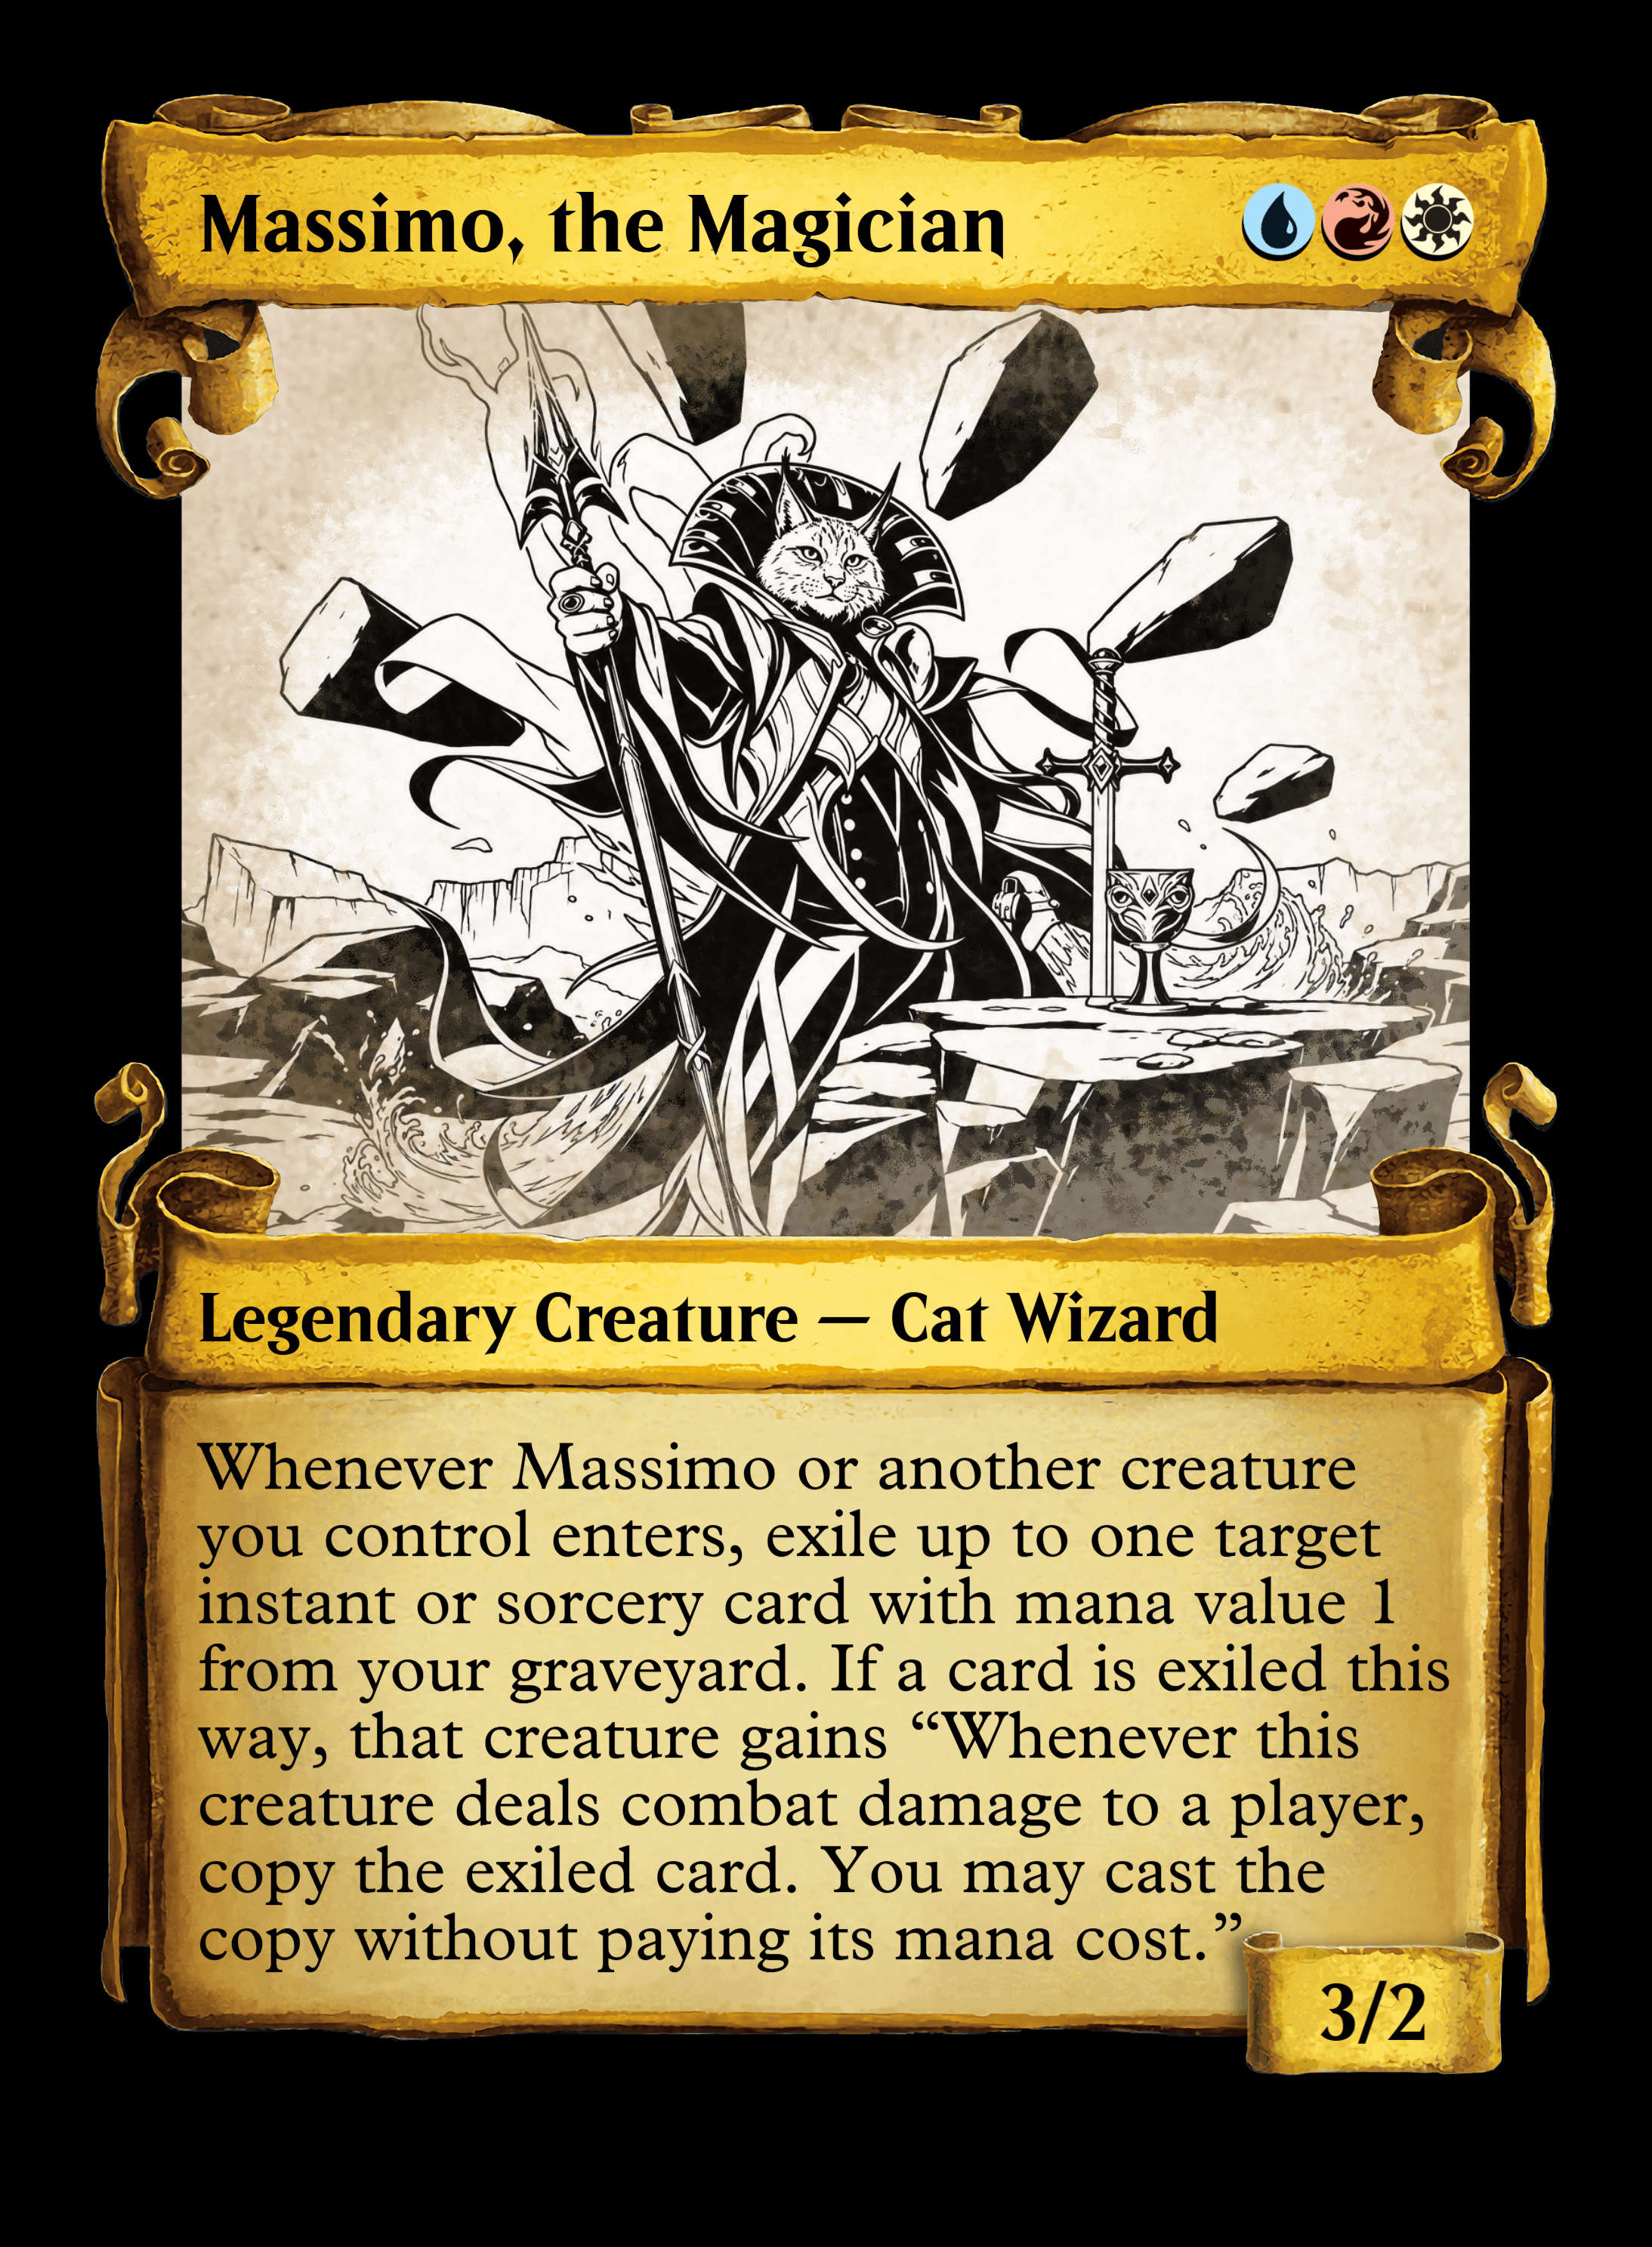 Massimo, the Magician
Legendary Creature — Cat Wizard
Whenever Massimo or another creature
you control enters, exile up to one target
instant or sorcery card with mana value 1
from your graveyard. If a card is exiled this
way, that creature gains “Whenever this
creature deals combat damage to a player,
copy the exiled card. You may cast the
copy without paying its mana cost.”
3/2